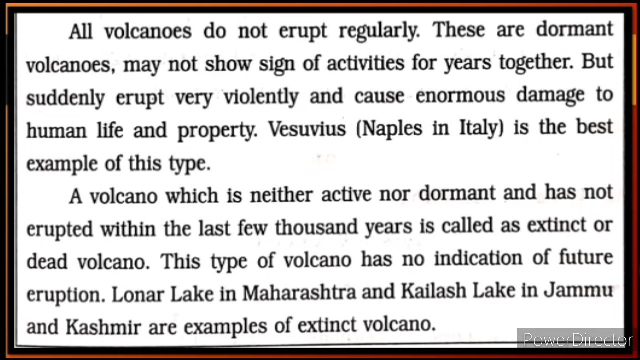 All volcanoes do not erupt regularly. These are dormant
volcanoes, may not show sign of activities for years together. But
suddenly erupt very violently and cause enormous damage to
human life and property. Vesuvius (Naples in Italy) is the best
example of this type.
A volcano which is neither active nor dormant and has not
erupted within the last few thousand years is called as extinct or
dead volcano. This type of volcano has no indication of future
eruption. Lonar Lake in Maharashtra and Kailash Lake in Jammu
and Kashmir are examples of extinct volcano.
PowerDirector